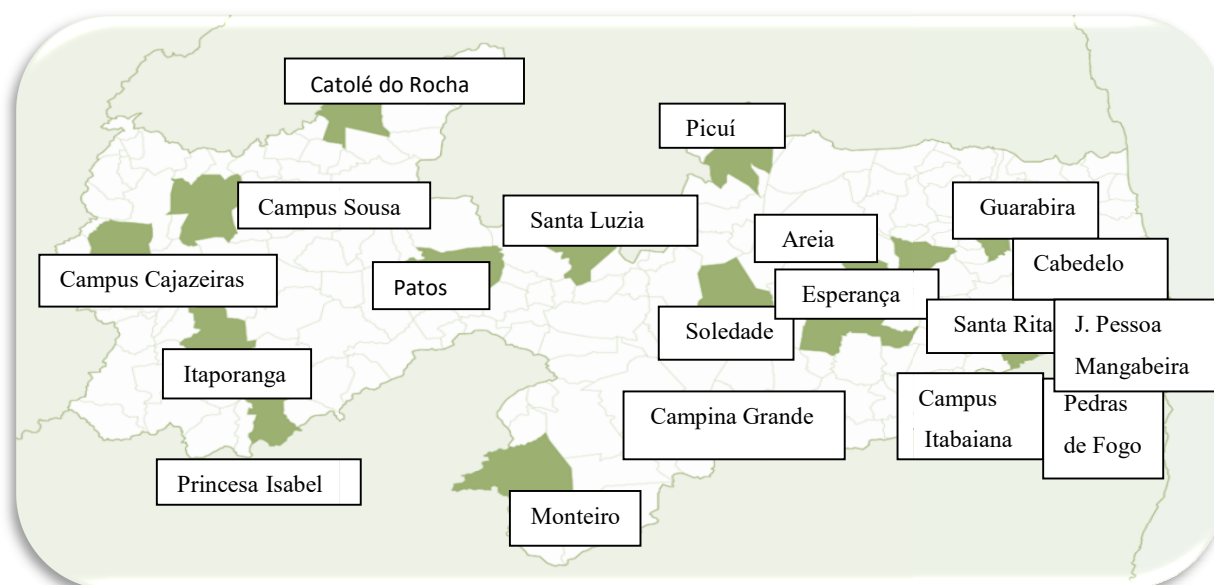 Catolé do Rocha
Picuí
Campus Sousa
Santa Luzia
Guarabira
Areia
Cabedelo
Campus Cajazeiras
Patos
Esperança
Soledade
Santa Rita
J. Pessoa
Mangabeira
Itaporanga
Campina Grande
Campus
Itabaiana
Pedras
de Fogo
Princesa Isabel
Monteiro